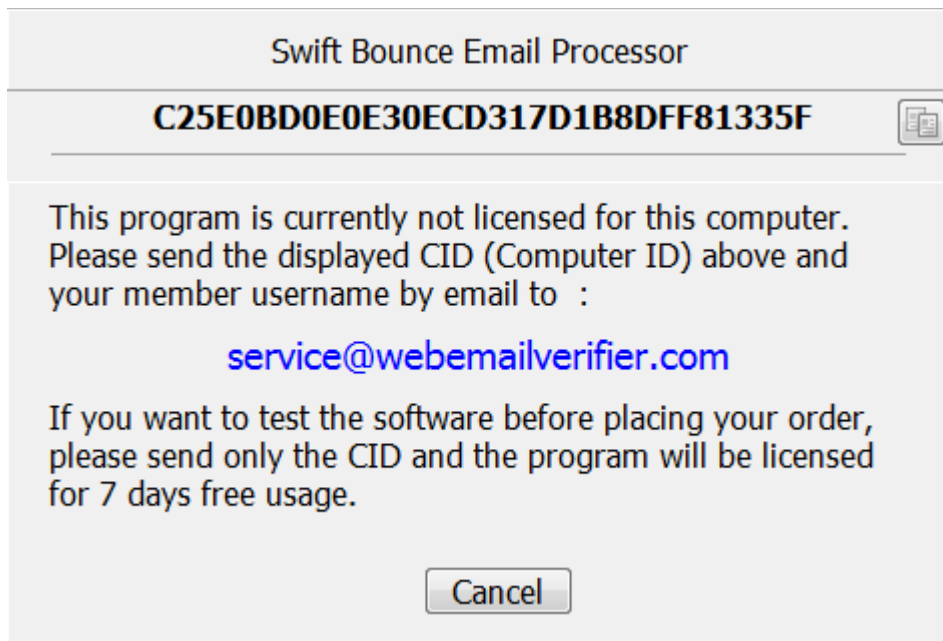 Swift Bounce Email Processor
C25E0BD0E0E30ECD317D1B8DFF81335F
This program is currently not licensed for this computer.
Please send the displayed CID (Computer ID) above and
your member username by email to  :
service@webemailverifier.com
If you want to test the software before placing your order,
please send only the CID and the program will be licensed
for 7 days free usage.
Cancel